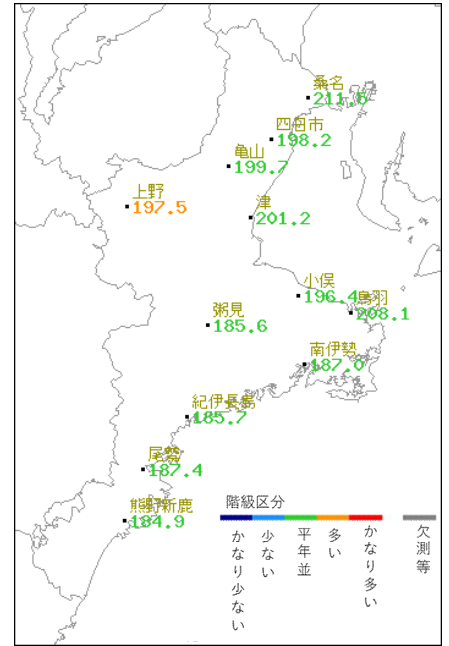 桑名
211.6
四日市
198.2
亀山
199.7
上野
197.5
津
201.2
小俣
196.4
鳥羽
208.1
粥見
185.6
南伊勢
187.0
紀伊長島
185.7
尾鷲
187.4
熊野新鹿
184.9
階級区分
かなり少ない
少ない
平年並
多い
かなり多い
欠測等